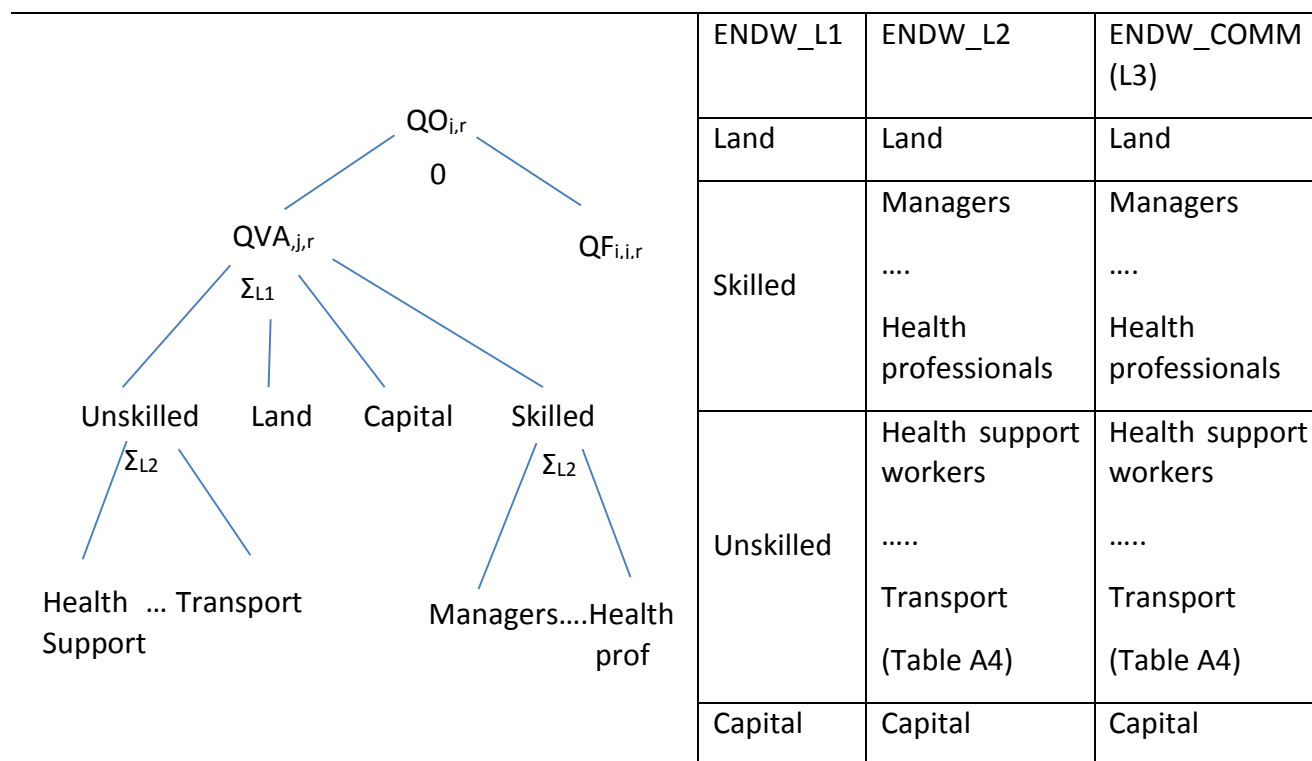 QOj,r
0
QVA,j,r
QFi,i,r
ΣL1
Unskilled Land Capital Skilled
ΣL2
ΣL2
Health … Transport
Support
Managers….Health
prof
ENDW_L1 ENDW_L2 ENDW_COMM
(L3)
Land Land Land
Skilled
Managers
….
Health
professionals
Managers
….
Health
professionals
Unskilled
Health support
workers
…..
Transport
(Table A4)
Health support
workers
…..
Transport
(Table A4)
Capital Capital Capital